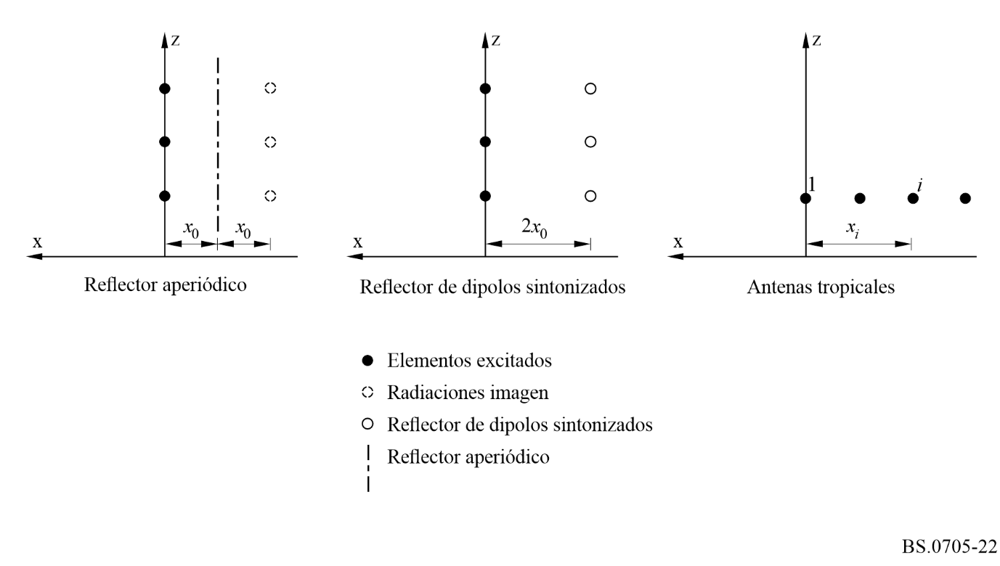 z
x₀ x₀
x
Reflector aperiódico
z
2x₀
x
Reflector de dipolos sintonizados
z
1
i
xᵢ
x
Antenas tropicales
Elementos excitados
Radiaciones imagen
Reflector de dipolos sintonizados
Reflector aperiódico
BS.0705-22